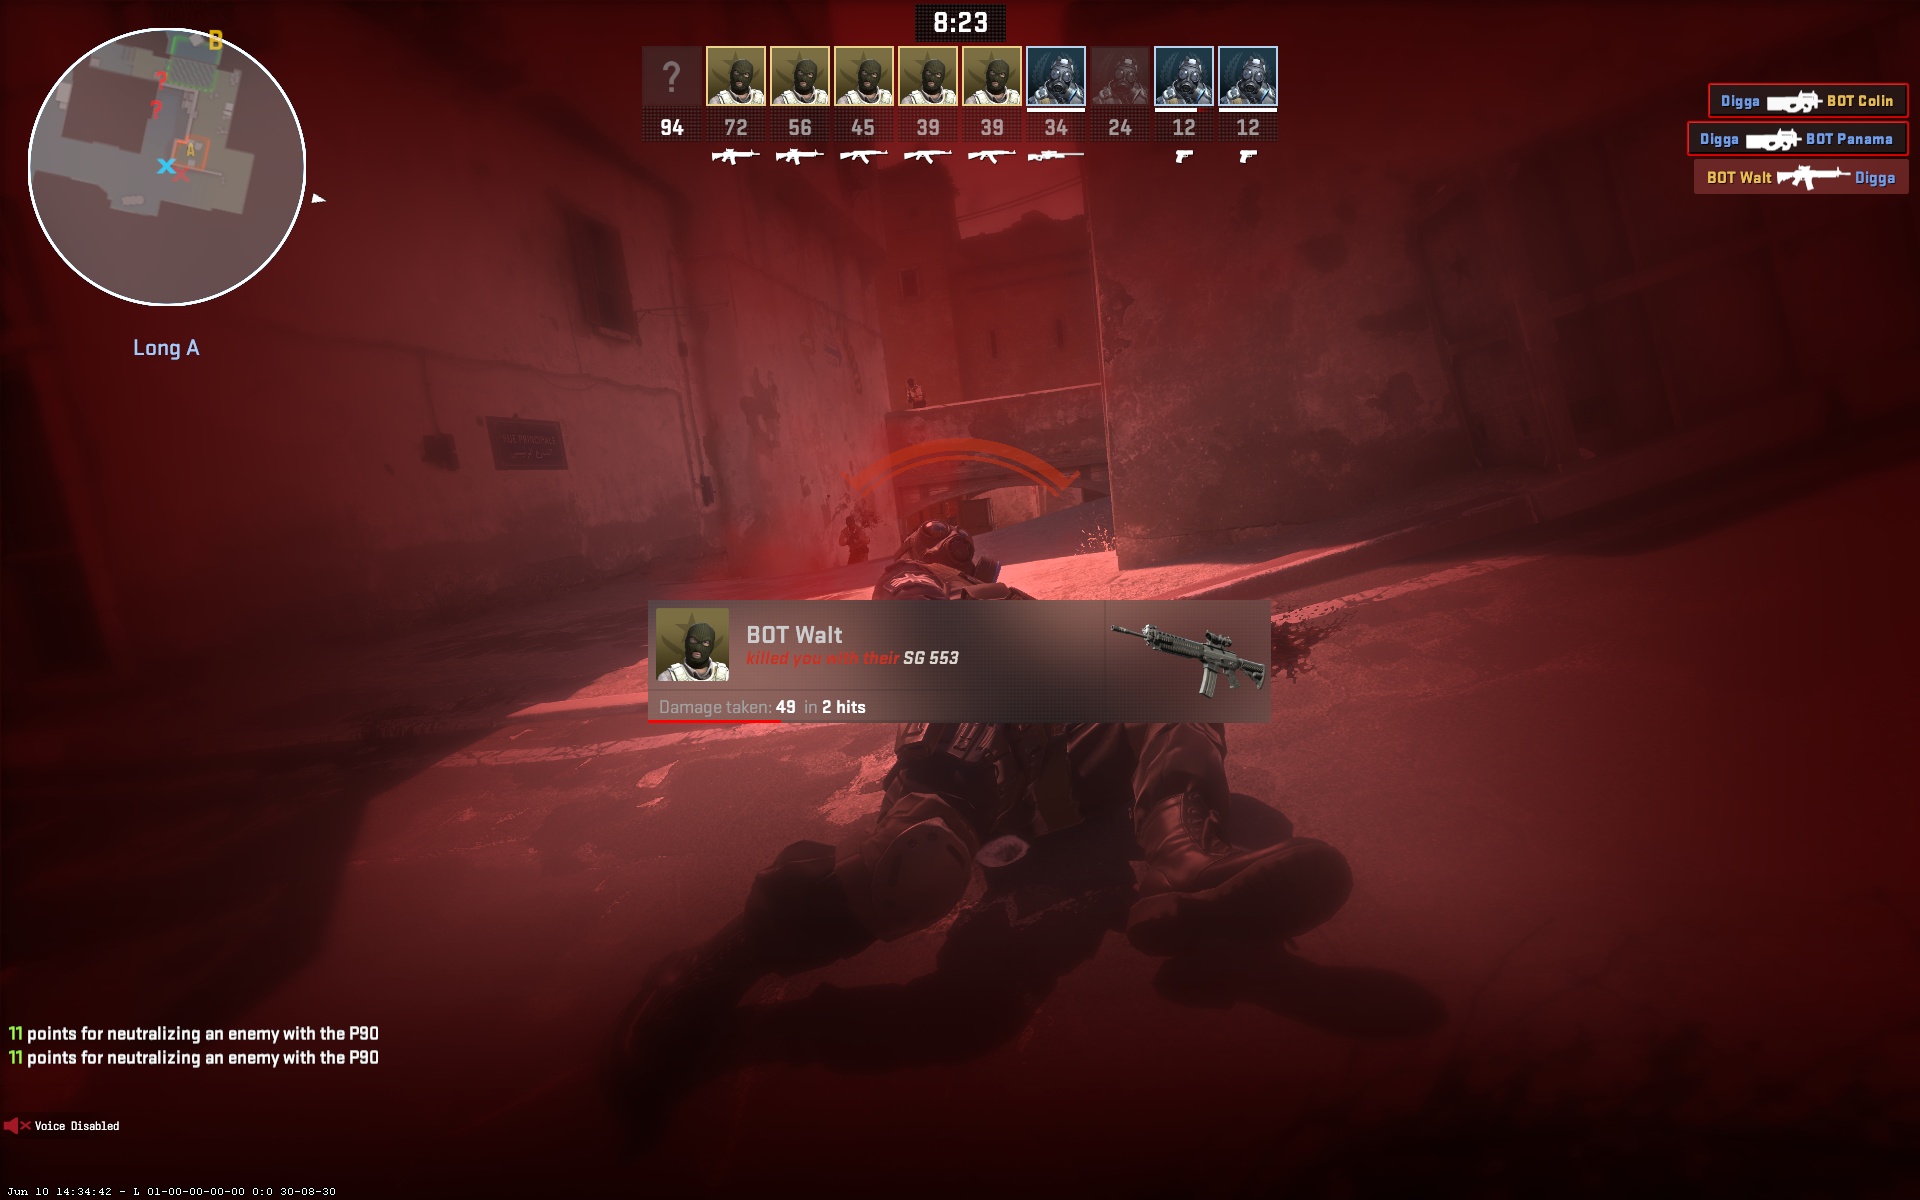 8:23
B
?
?
A
?
94 72 56 45 39 39 34 24 12 12
Digga BOT Colin
Digga BOT Panama
BOT Walt Digga
Long A
BOT Walt
killed you with their SG 553
Damage taken: 49 in 2 hits
11 points for neutralizing an enemy with the P90
11 points for neutralizing an enemy with the P90
Voice Disabled
Jun 10 14:34:42 - L 01-00-00-00-00 0:0 30-08-30